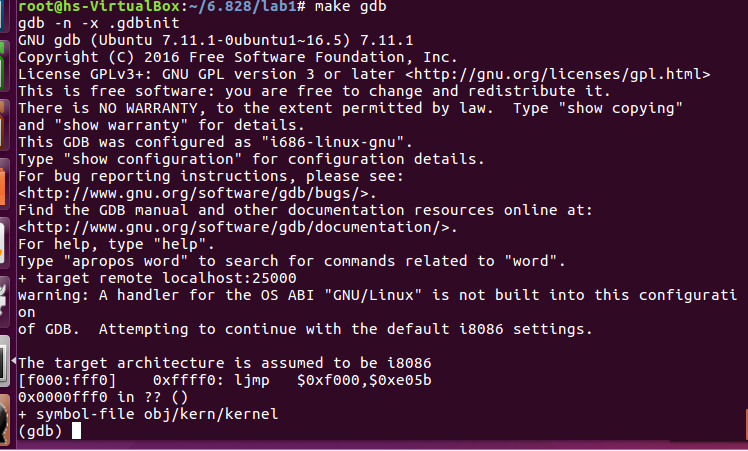 root@hs-VirtualBox:~/6.828/lab1# make gdb
gdb -n -x .gdbinit
GNU gdb (Ubuntu 7.11.1-0ubuntu1~16.5) 7.11.1
Copyright (C) 2016 Free Software Foundation, Inc.
License GPLv3+: GNU GPL version 3 or later <http://gnu.org/licenses/gpl.html>
This is free software: you are free to change and redistribute it.
There is NO WARRANTY, to the extent permitted by law.  Type "show copying"
and "show warranty" for details.
This GDB was configured as "i686-linux-gnu".
Type "show configuration" for configuration details.
For bug reporting instructions, please see:
<http://www.gnu.org/software/gdb/bugs/>.
Find the GDB manual and other documentation resources online at:
<http://www.gnu.org/software/gdb/documentation/>.
For help, type "help".
Type "apropos word" to search for commands related to "word".
+ target remote localhost:25000
warning: A handler for the OS ABI "GNU/Linux" is not built into this configurati
on
of GDB.  Attempting to continue with the default i8086 settings.

The target architecture is assumed to be i8086
[f000:fff0]    0xffff0: ljmp   $0xf000,$0xe05b
0x0000fff0 in ?? ()
+ symbol-file obj/kern/kernel
(gdb)